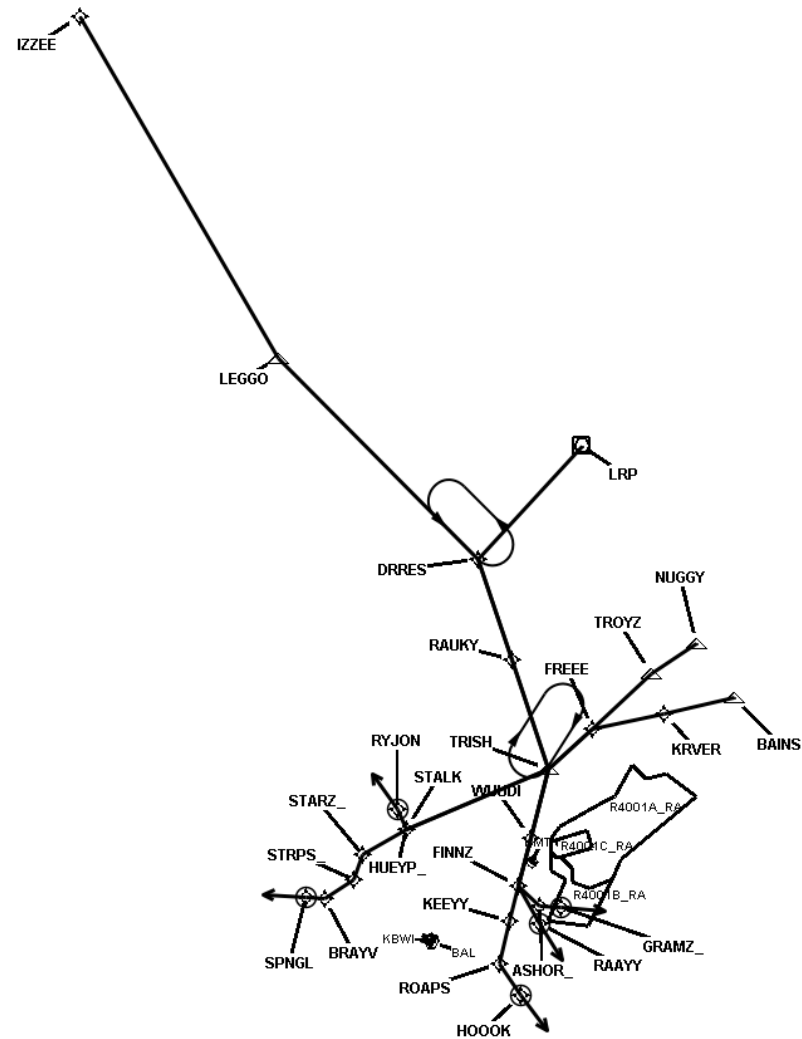 IZZEE
LEGGO
LRP
DRRES
NUGGY
TROYZ
RAUKY
FREEE
RYJON
TRISH
KRVER
BAINS
STALK
WUUDI
STARZ_
R4001A_RA
R4001C_RA
STRPS_
HUEYP_
FINNZ
R4001B_RA
KEEYY
KBWI
BAL
BRAYV
SPNGL
GRAMZ_
RAAYY
ASHOR_
ROAPS
HOOOK